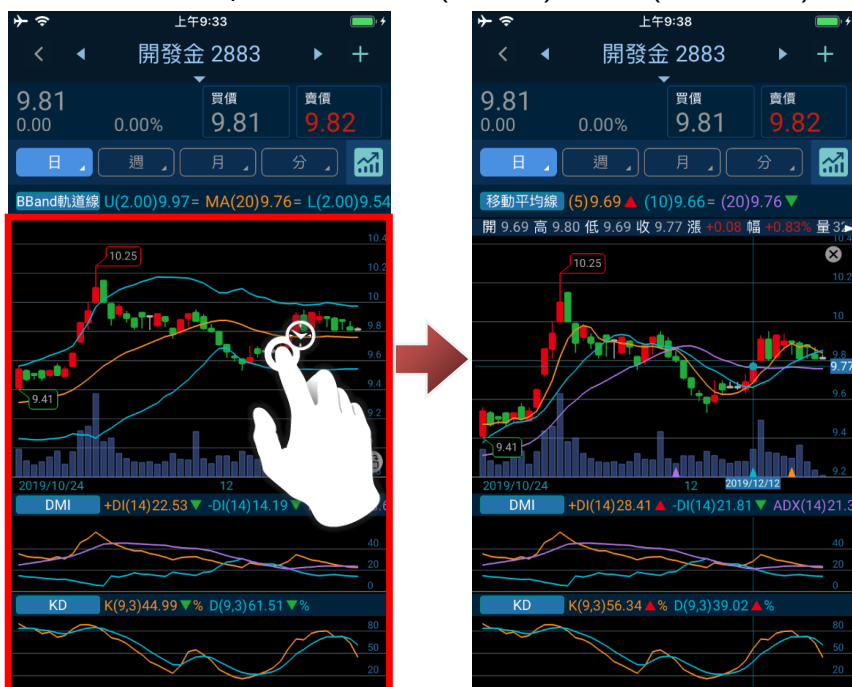 上午9:33
開發金 2883
9.81
0.00 0.00%
買價
9.81
賣價
9.82
日 週 月 分
BBand軌道線 U(2.00)9.97= MA(20)9.76= L(2.00)9.54
10.4
10.25
10.2
10
9.8
9.6
9.4
9.41
9.2
2019/10/24 12
DMI +DI(14)22.53▼ -DI(14)14.19▼
40
20
0
KD K(9,3)44.99▼% D(9,3)61.51▼%
80
50
20
上午9:38
開發金 2883
9.81
0.00 0.00%
買價
9.81
賣價
9.82
日 週 月 分
移動平均線 (5)9.69▲ (10)9.66= (20)9.76▼
開 9.69 高 9.80 低 9.69 收 9.77 漲 +0.08 幅 +0.83% 量
10.4
10.25
10.2
10
9.8
9.77
9.6
9.4
9.41
9.2
2019/10/24 12 2019/12/12
DMI +DI(14)28.41▲ -DI(14)21.81▼ ADX(14)21.3
40
20
0
KD K(9,3)56.34▲% D(9,3)39.02▲%
80
50
20